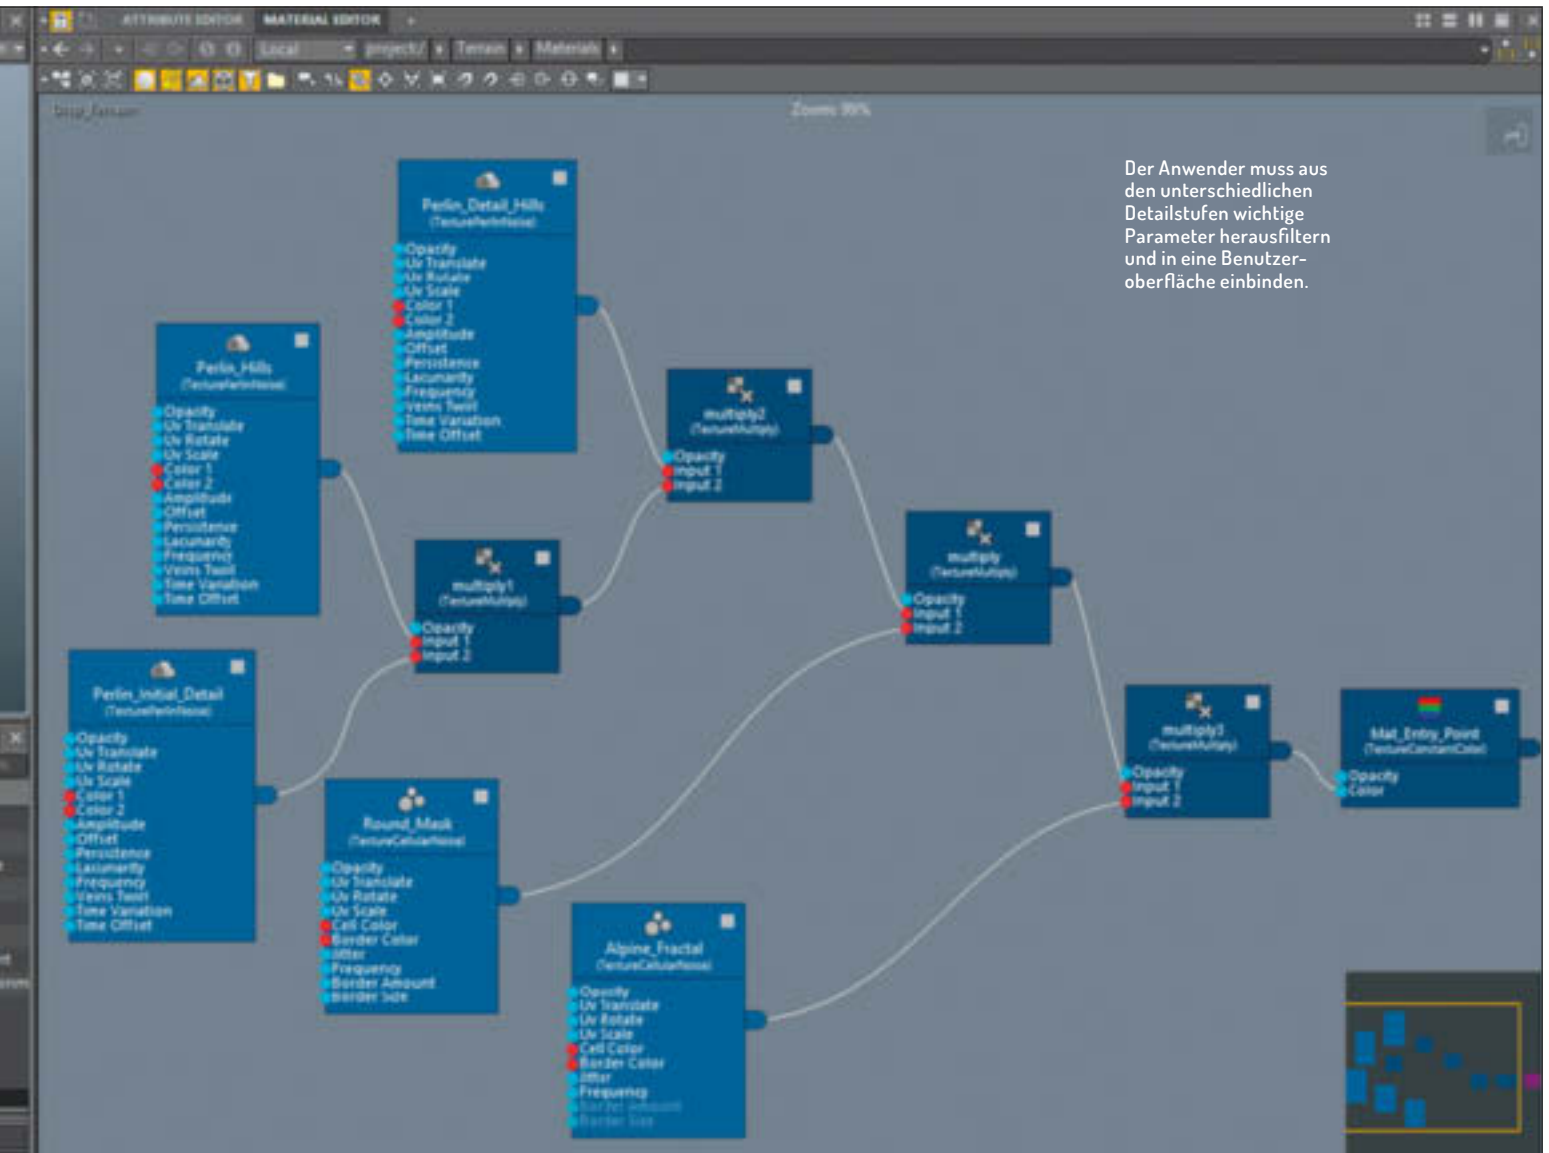 ATTRIBUTE EDITOR MATERIAL EDITOR +
Local project/ Terrain Materials
Zoom: 99%
Der Anwender muss aus
den unterschiedlichen
Detailstufen wichtige
Parameter herausfiltern
und in eine Benutzer-
oberfläche einbinden.
Perlin_Detail_Hills
(TexturePerlinNoise)
Opacity
Uv Translate
Uv Rotate
Uv Scale
Color 1
Color 2
Amplitude
Offset
Persistence
Lacunarity
Frequency
Veins Twirl
Time Variation
Time Offset
Perlin_Hills
(TexturePerlinNoise)
Opacity
Uv Translate
Uv Rotate
Uv Scale
Color 1
Color 2
Amplitude
Offset
Persistence
Lacunarity
Frequency
Veins Twirl
Time Variation
Time Offset
multiply2
(TextureMultiply)
Opacity
Input 1
Input 2
multiply1
(TextureMultiply)
Opacity
Input 1
Input 2
multiply
(TextureMultiply)
Opacity
Input 1
Input 2
Perlin_Initial_Detail
(TexturePerlinNoise)
Opacity
Uv Translate
Uv Rotate
Uv Scale
Color 1
Color 2
Amplitude
Offset
Persistence
Lacunarity
Frequency
Veins Twirl
Time Variation
Time Offset
Round_Mask
(TextureCellularNoise)
Opacity
Uv Translate
Uv Rotate
Uv Scale
Cell Color
Border Color
Jitter
Frequency
Border Amount
Border Size
Alpine_Fractal
(TextureCellularNoise)
Opacity
Uv Translate
Uv Rotate
Uv Scale
Cell Color
Border Color
Jitter
Frequency
Border Amount
Border Size
multiply3
(TextureMultiply)
Opacity
Input 1
Input 2
Mat_Entry_Point
(TextureConstantColor)
Opacity
Color